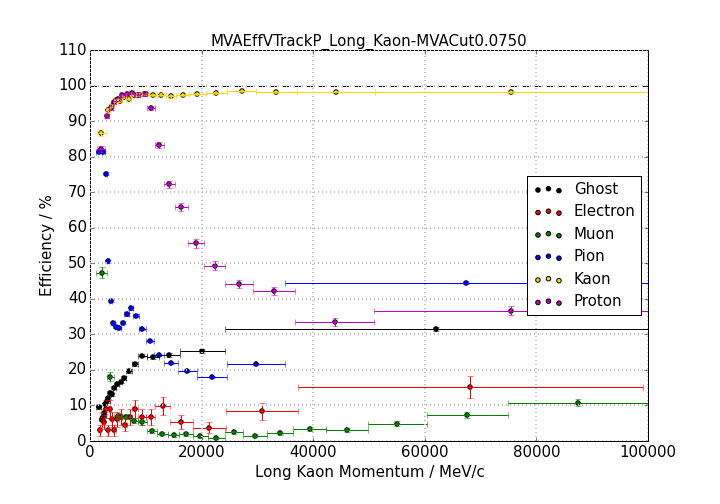 MVAEffVTrackP_Long_Kaon-MVACut0.0750
110
100
90
80
70
60
50
40
30
20
10
0
Efficiency / %
Ghost
Electron
Muon
Pion
Kaon
Proton
0 20000 40000 60000 80000 100000
Long Kaon Momentum / MeV/c